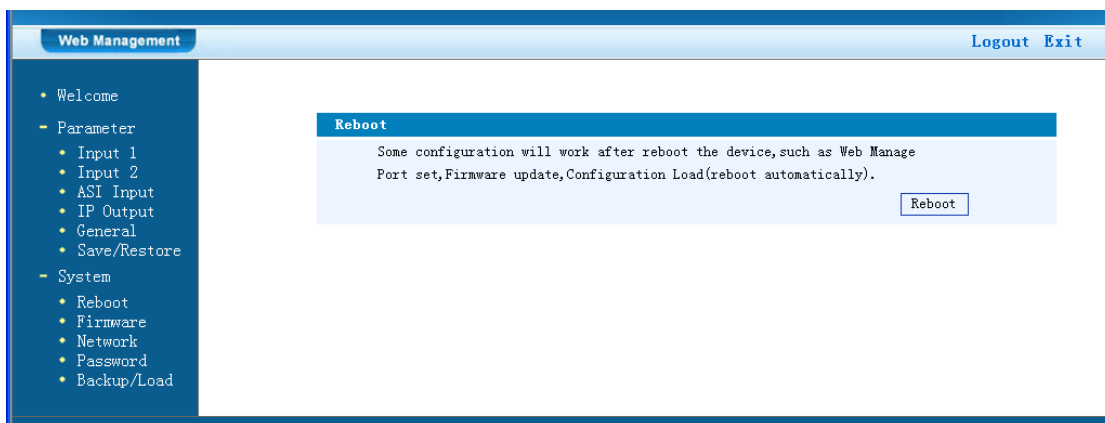 Web Management
Logout Exit
Welcome
Parameter
Input 1
Input 2
ASI Input
IP Output
General
Save/Restore
System
Reboot
Firmware
Network
Password
Backup/Load
Reboot
Some configuration will work after reboot the device,such as Web Manage
Port set,Firmware update,Configuration Load(reboot automatically).
Reboot